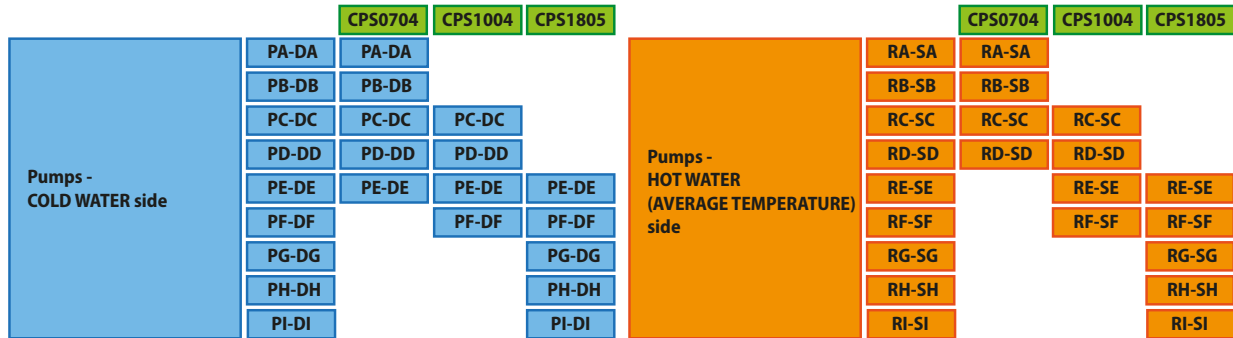 CPS0704 CPS1004 CPS1805 CPS0704 CPS1004 CPS1805
PA-DA PA-DA RA-SA RA-SA
PB-DB PB-DB RB-SB RB-SB
PC-DC PC-DC PC-DC RC-SC RC-SC RC-SC
PD-DD PD-DD PD-DD RD-SD RD-SD RD-SD
Pumps -
COLD WATER side
PE-DE PE-DE PE-DE PE-DE
Pumps -
HOT WATER
(AVERAGE TEMPERATURE)
side
RE-SE RE-SE RE-SE
PF-DF PF-DF PF-DF RF-SF RF-SF RF-SF
PG-DG PG-DG RG-SG RG-SG
PH-DH PH-DH RH-SH RH-SH
PI-DI PI-DI RI-SI RI-SI